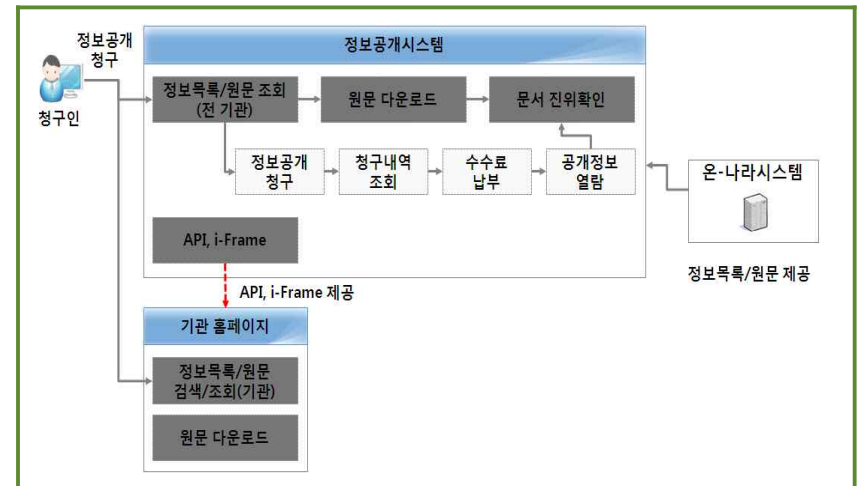 정보공개
청구
청구인
정보공개시스템
정보목록/원문 조회
(전 기관)
원문 다운로드
문서 진위확인
정보공개
청구
청구내역
조회
수수료
납부
공개정보
열람
온-나라시스템
정보목록/원문 제공
API, i-Frame
API, i-Frame 제공
기관 홈페이지
정보목록/원문
검색/조회(기관)
원문 다운로드